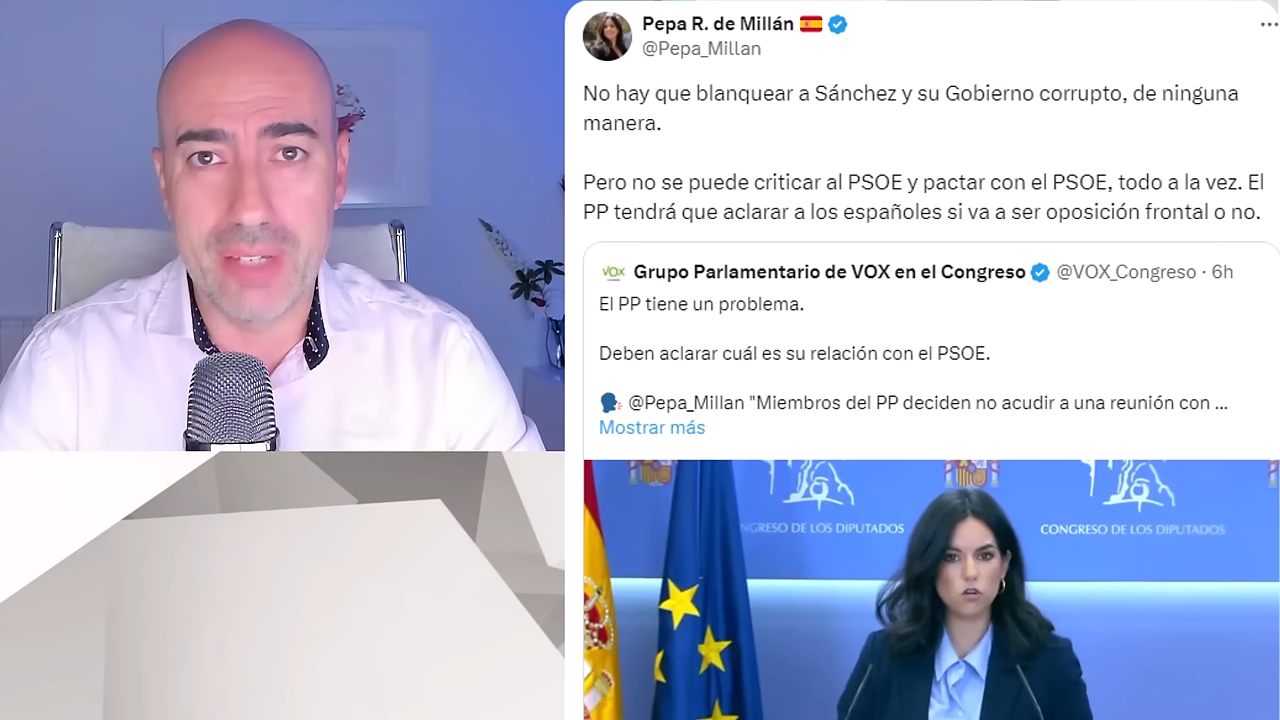 Pepa R. de Millán
@Pepa_Millan
No hay que blanquear a Sánchez y su Gobierno corrupto, de ninguna
manera.
Pero no se puede criticar al PSOE y pactar con el PSOE, todo a la vez. El
PP tendrá que aclarar a los españoles si va a ser oposición frontal o no.
VOX Grupo Parlamentario de VOX en el Congreso @VOX_Congreso · 6h
El PP tiene un problema.
Deben aclarar cuál es su relación con el PSOE.
@Pepa_Millan "Miembros del PP deciden no acudir a una reunión con ...
Mostrar más
NGRESO DE LOS DIPUTADOS
CONGRESO DE LOS DIPUTADOS